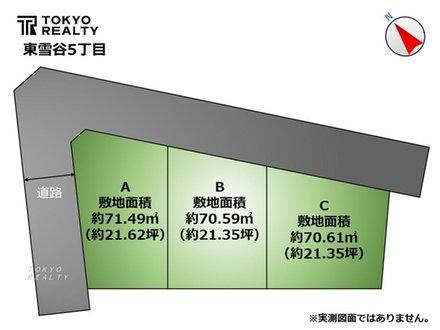 TOKYO
REALTY
東雪谷5丁目
N
道路
A
敷地面積
約71.49㎡
(約21.62坪)
B
敷地面積
約70.59㎡
(約21.35坪)
C
敷地面積
約70.61㎡
(約21.35坪)
TOKYO
REALTY
※実測図面ではありません。